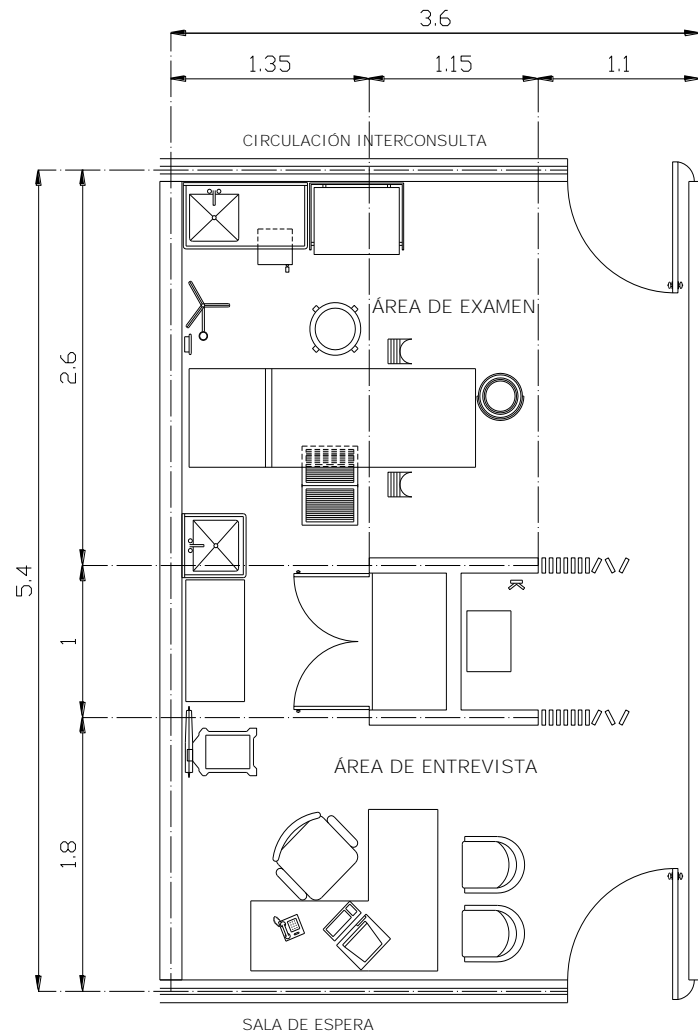 3.6
1.35 1.15 1.1
CIRCULACIÓN INTERCONSULTA
ÁREA DE EXAMEN
2.6
5.4
1
ÁREA DE ENTREVISTA
1.8
SALA DE ESPERA